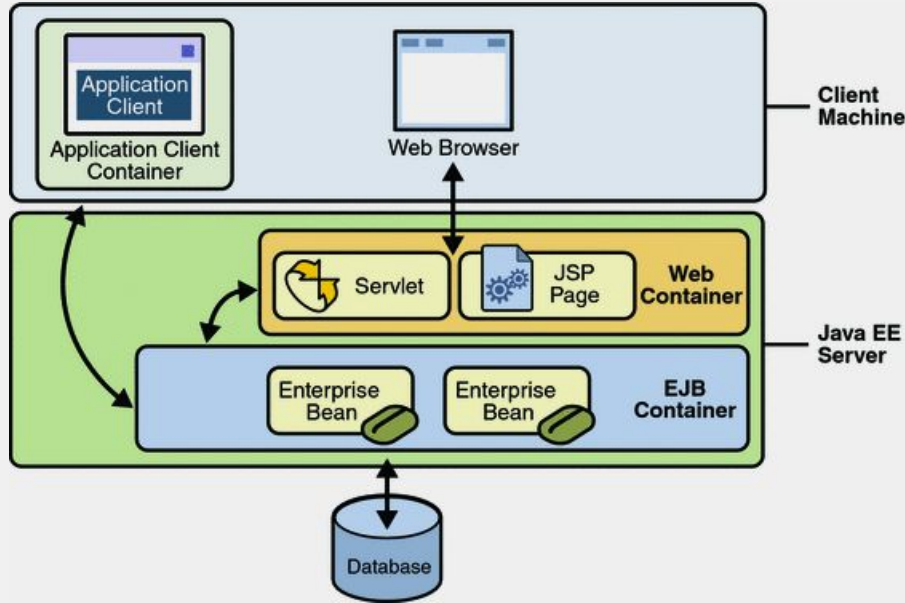 Application
Client
Application Client
Container
Web Browser
Client
Machine
Servlet
JSP
Page
Web
Container
Java EE
Server
Enterprise
Bean
Enterprise
Bean
EJB
Container
Database